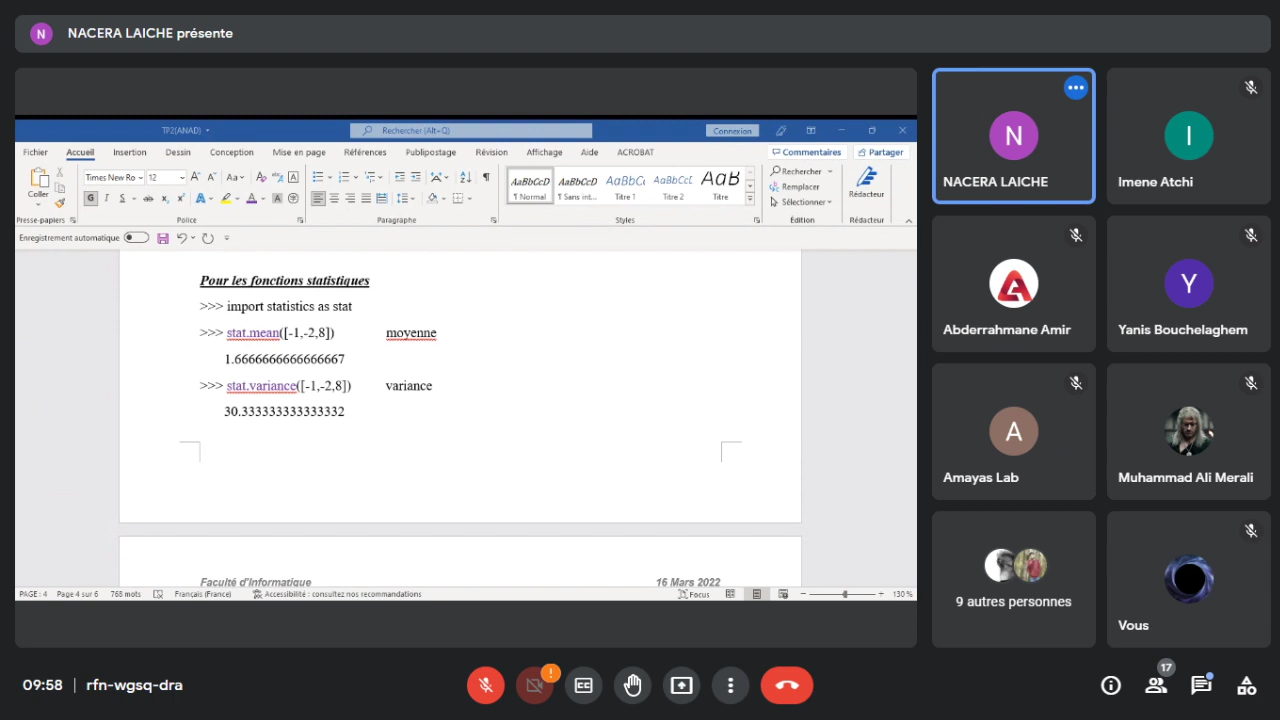 N NACERA LAICHE présente
TP2(ANAD)
Rechercher (Alt+Q)
Connexion
Fichier Accueil Insertion Dessin Conception Mise en page Références Publipostage Révision Affichage Aide ACROBAT
Commentaires Partager
Coller
Times New Ro 12
AaBbCcD AaBbCcD AaBbC AaBbCcL AaB
¶ Normal ¶ Sans int... Titre 1 Titre 2 Titre
Rechercher
Remplacer
Sélectionner
Rédacteur
Presse-papiers Police Paragraphe Styles Édition Rédacteur
Enregistrement automatique
Pour les fonctions statistiques
>>> import statistics as stat
>>> stat.mean([-1,-2,8]) moyenne
1.6666666666666667
>>> stat.variance([-1,-2,8]) variance
30.333333333333332
Faculté d'Informatique 16 Mars 2022
PAGE : 4 Page 4 sur 6 768 mots Français (France) Accessibilité : consultez nos recommandations Focus 130 %
N
NACERA LAICHE
I
Imene Atchi
Abderrahmane Amir
Y
Yanis Bouchelaghem
A
Amayas Lab
Muhammad Ali Merali
9 autres personnes
Vous
09:58 | rfn-wgsq-dra
17